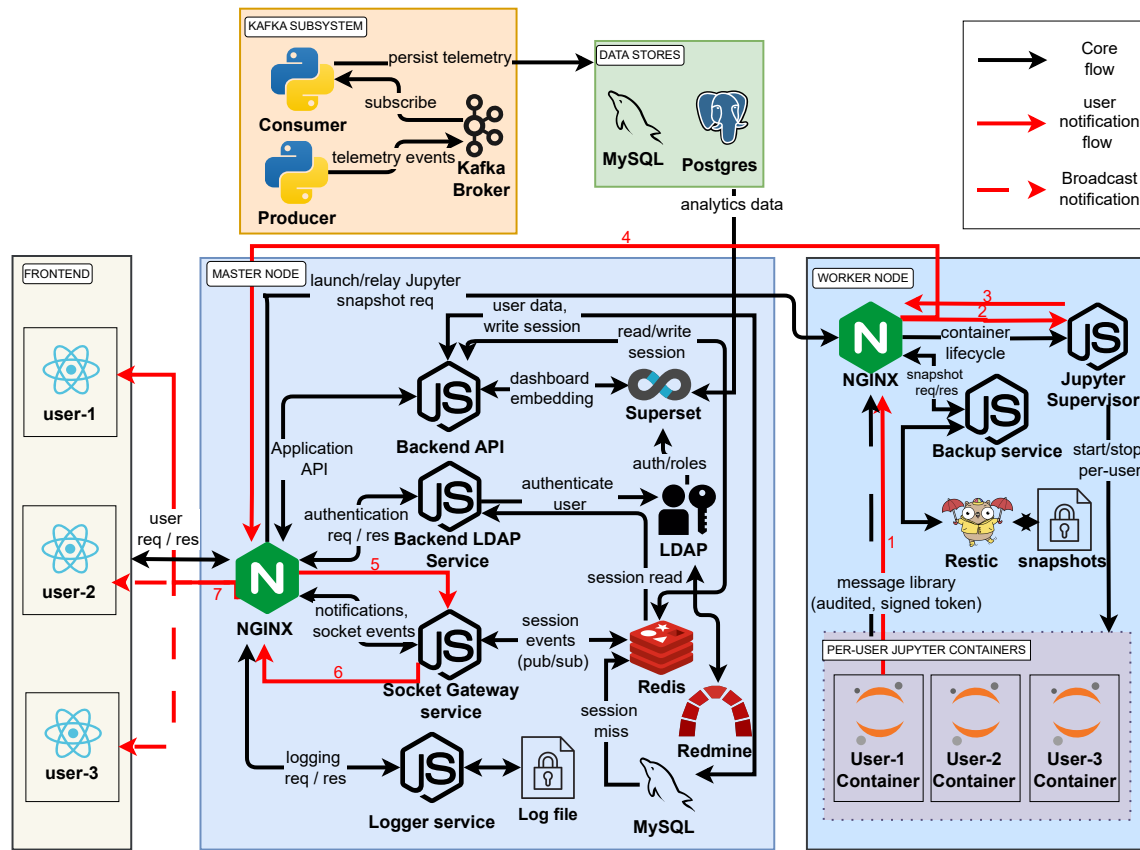 KAFKA SUBSYSTEM
persist telemetry
subscribe
Consumer
telemetry events
Kafka
Broker
Producer
DATA STORES
MySQL
Postgres
analytics data
Core
flow
user
notification
flow
Broadcast
notification
FRONTEND
user-1
user-2
user-3
user
req / res
7
MASTER NODE
4
launch/relay Jupyter
snapshot req
user data,
write session
read/write
session
dashboard
embedding
Superset
Backend API
Application
API
auth/roles
authentication
req / res
authenticate
user
Backend LDAP
Service
LDAP
5
session read
NGINX
notifications,
socket events
session
events
(pub/sub)
6
Socket Gateway
service
Redis
session
miss
Redmine
logging
req / res
Logger service
Log file
MySQL
WORKER NODE
3
2
NGINX
container
lifecycle
Jupyter
Supervisor
snapshot
req/res
Backup service
start/stop
per-user
Restic
snapshots
1
message library
(audited, signed token)
PER-USER JUPYTER CONTAINERS
User-1
Container
User-2
Container
User-3
Container